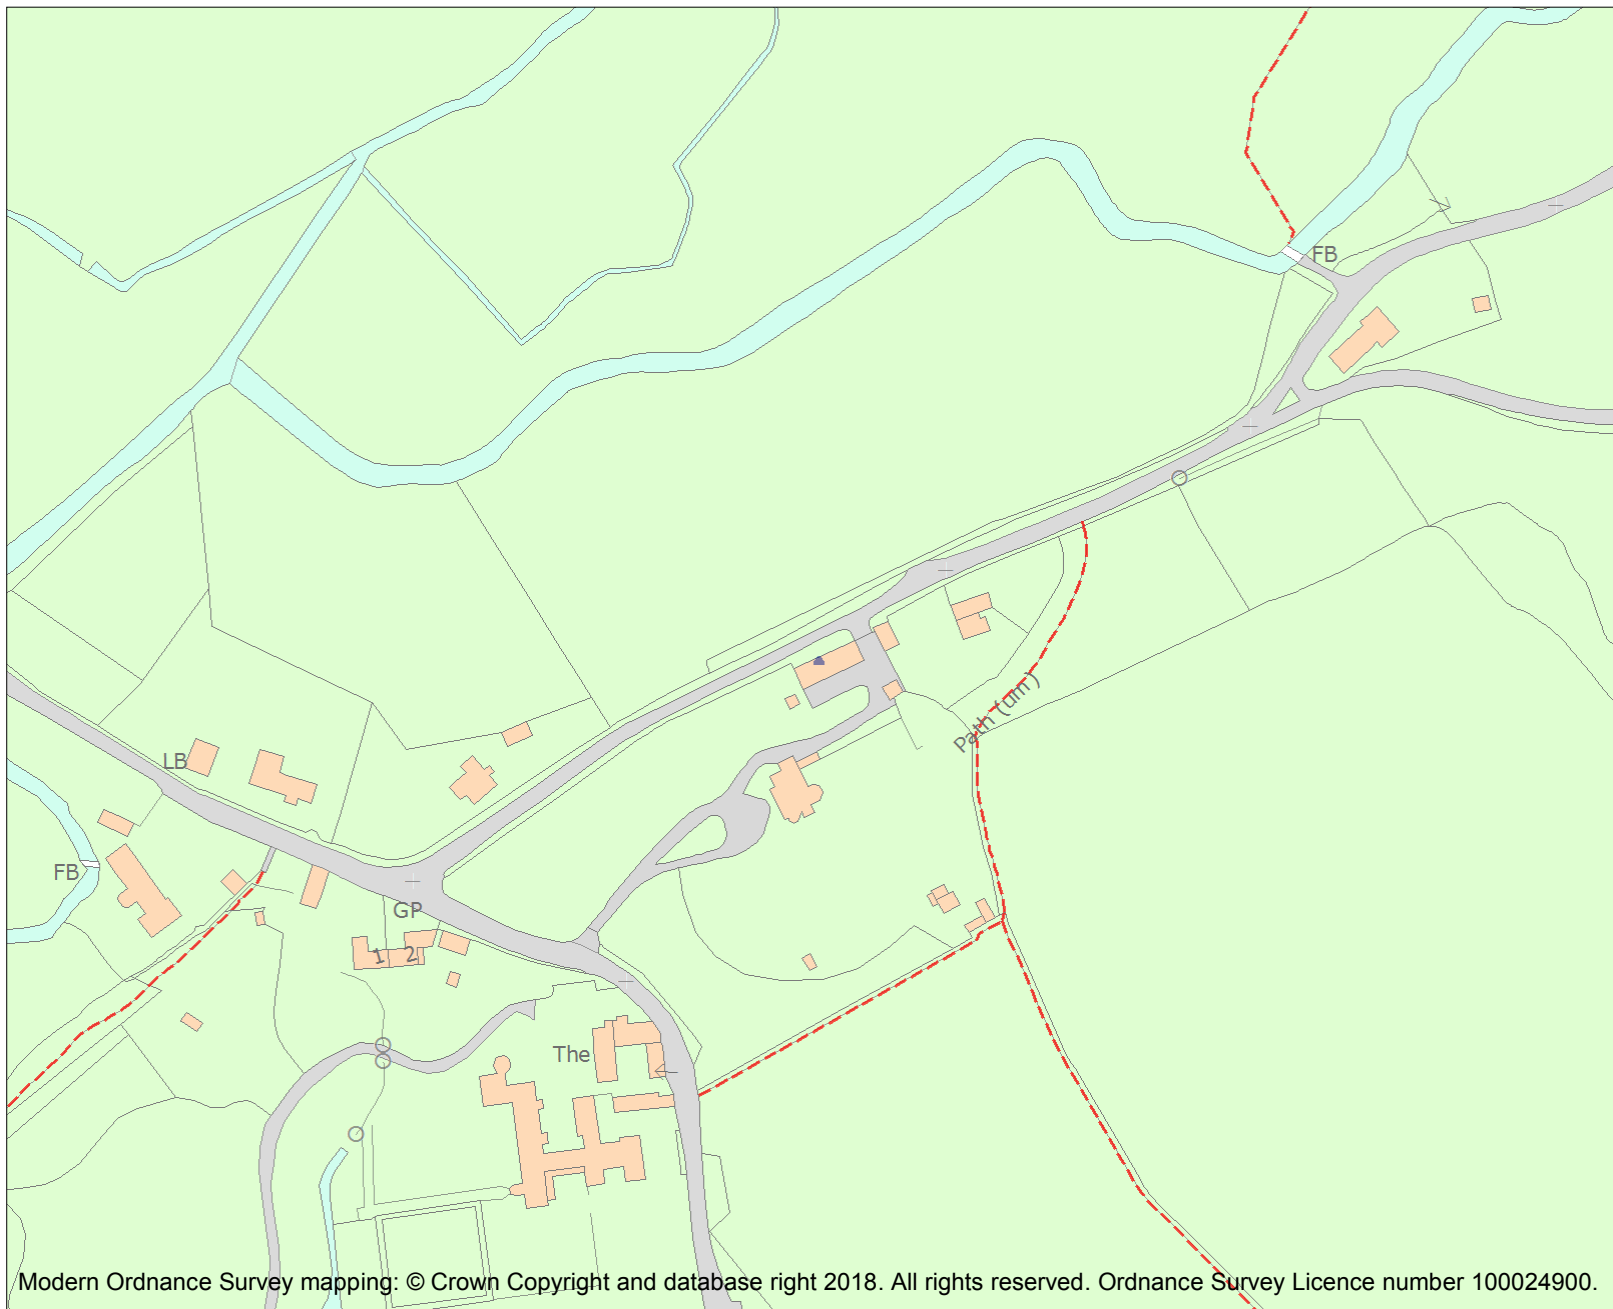 FB
Path (um)
LB
FB
GP
1 2
The
Modern Ordnance Survey mapping: © Crown Copyright and database right 2018. All rights reserved. Ordnance Survey Licence number 100024900.